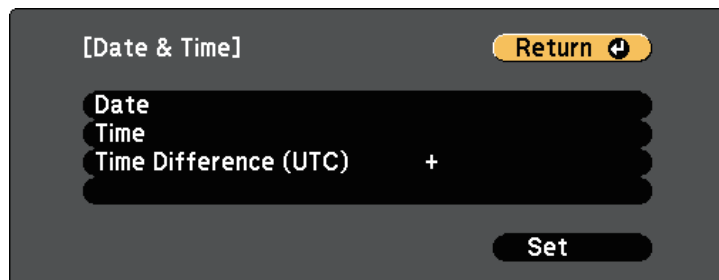 [Date & Time]
Return
Date
Time
Time Difference (UTC) +
Set